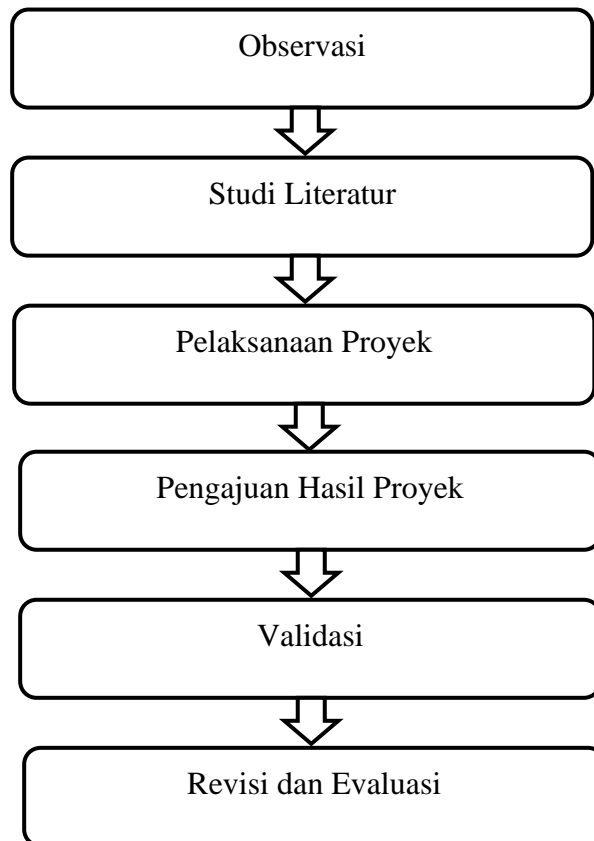 Observasi
Studi Literatur
Pelaksanaan Proyek
Pengajuan Hasil Proyek
Validasi
Revisi dan Evaluasi